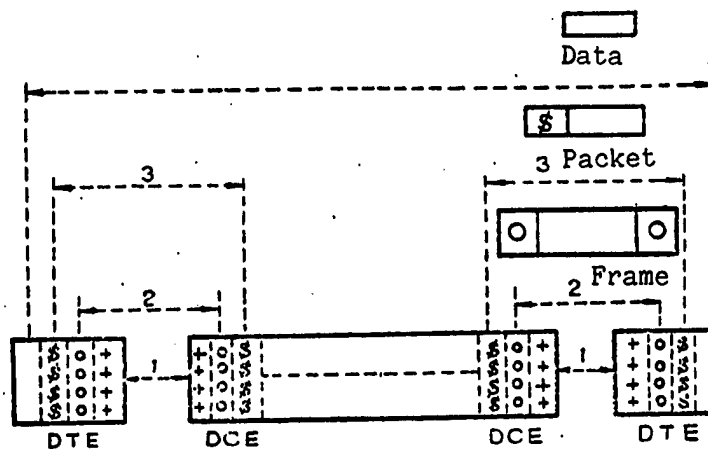 Data
$
3
3 Packet
O O
Frame
2
2
$ O +
1
+ O $
$ O +
1
+ O $
$ O +
+ O $
$ O +
+ O $
$ O +
+ O $
$ O +
+ O $
DTE
DCE
DCE
DTE